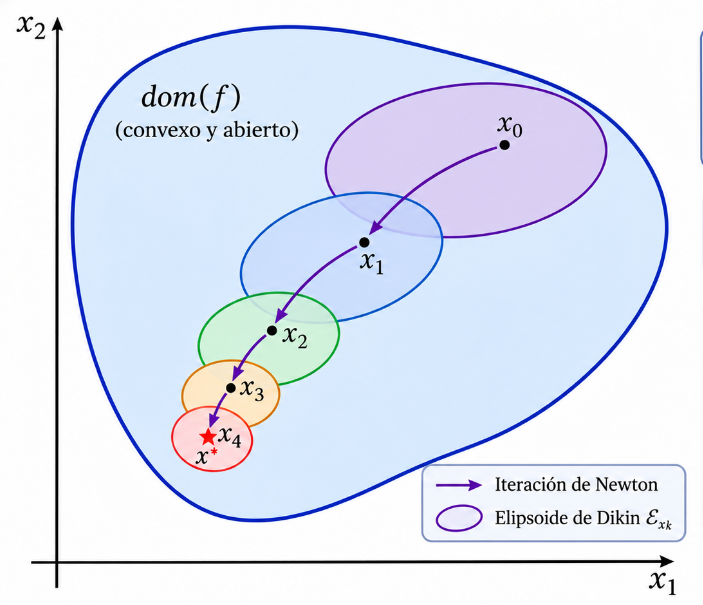 x₂
dom(f)
(convexo y abierto)
x₀
x₁
x₂
x₃
x₄
x*
Iteración de Newton
Elipsoide de Dikin ℰₓₖ
x₁